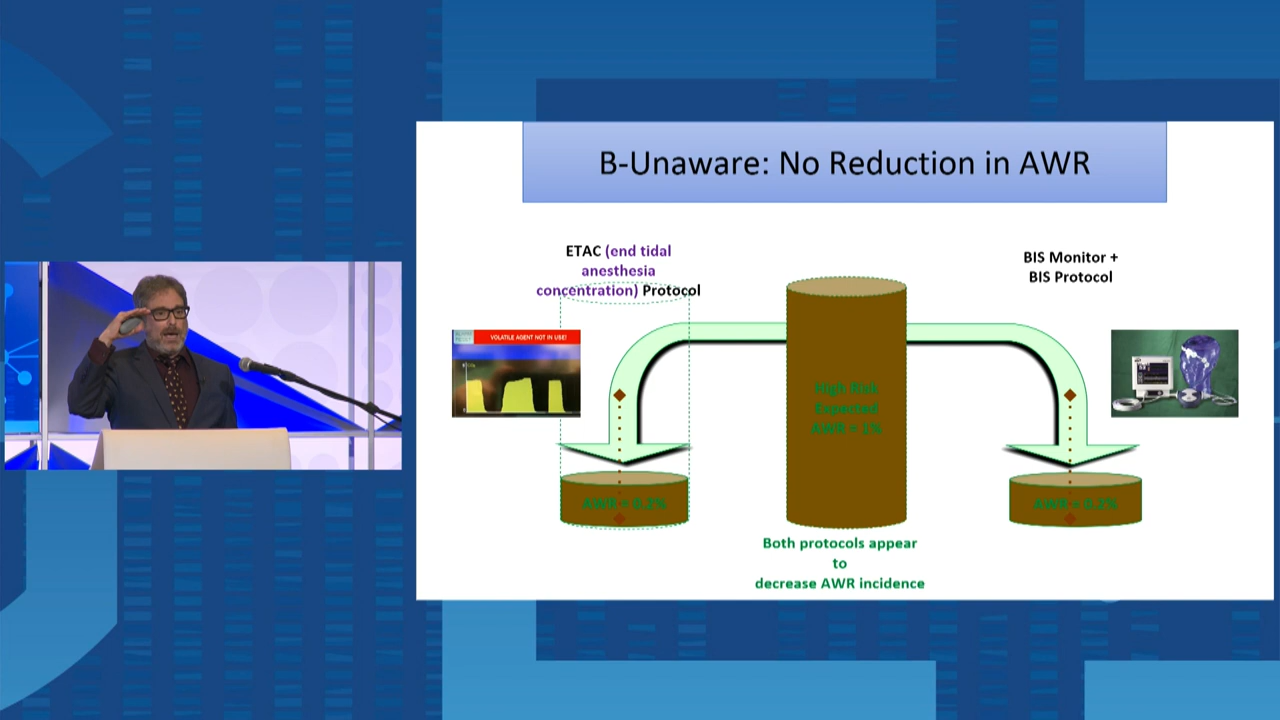 B-Unaware: No Reduction in AWR
ETAC (end tidal
anesthesia
concentration) Protocol
BIS Monitor +
BIS Protocol
VOLATILE AGENT NOT IN USE!
High Risk
Expected
AWR = 1%
AWR = 0.2%
AWR = 0.2%
Both protocols appear
to
decrease AWR incidence